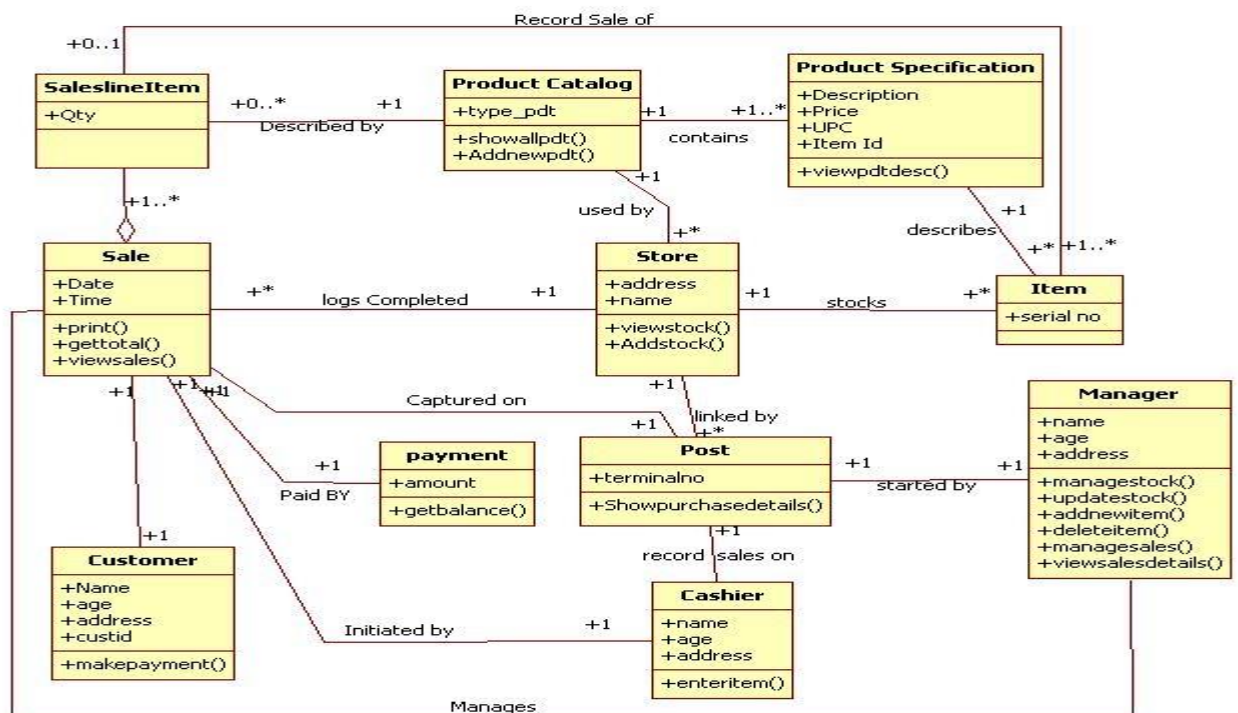 Record Sale of
+0..1
SaleslineItem
+Qty
+0..*
+1
Described by
Product Catalog
+type_pdt
+showallpdt()
+Addnewpdt()
+1
+1..*
contains
Product Specification
+Description
+Price
+UPC
+Item Id
+viewpdtdesc()
+1..*
+1
used by
+*
+1
describes
+*
+1..*
Sale
+Date
+Time
+print()
+gettotal()
+viewsales()
+*
+1
logs Completed
Store
+address
+name
+viewstock()
+Addstock()
+1
+*
stocks
Item
+serial no
+1
+1
+1
+1
Captured on
+1
+1
linked by
+*
Manager
+name
+age
+address
+managestock()
+updatestock()
+addnewitem()
+deleteitem()
+managesales()
+viewsalesdetails()
payment
+amount
+getbalance()
+1
Paid BY
Post
+terminalno
+Showpurchasedetails()
+1
+1
started by
+1
record sales on
+1
Customer
+Name
+age
+address
+custid
+makepayment()
Initiated by
+1
Cashier
+name
+age
+address
+enteritem()
Manages